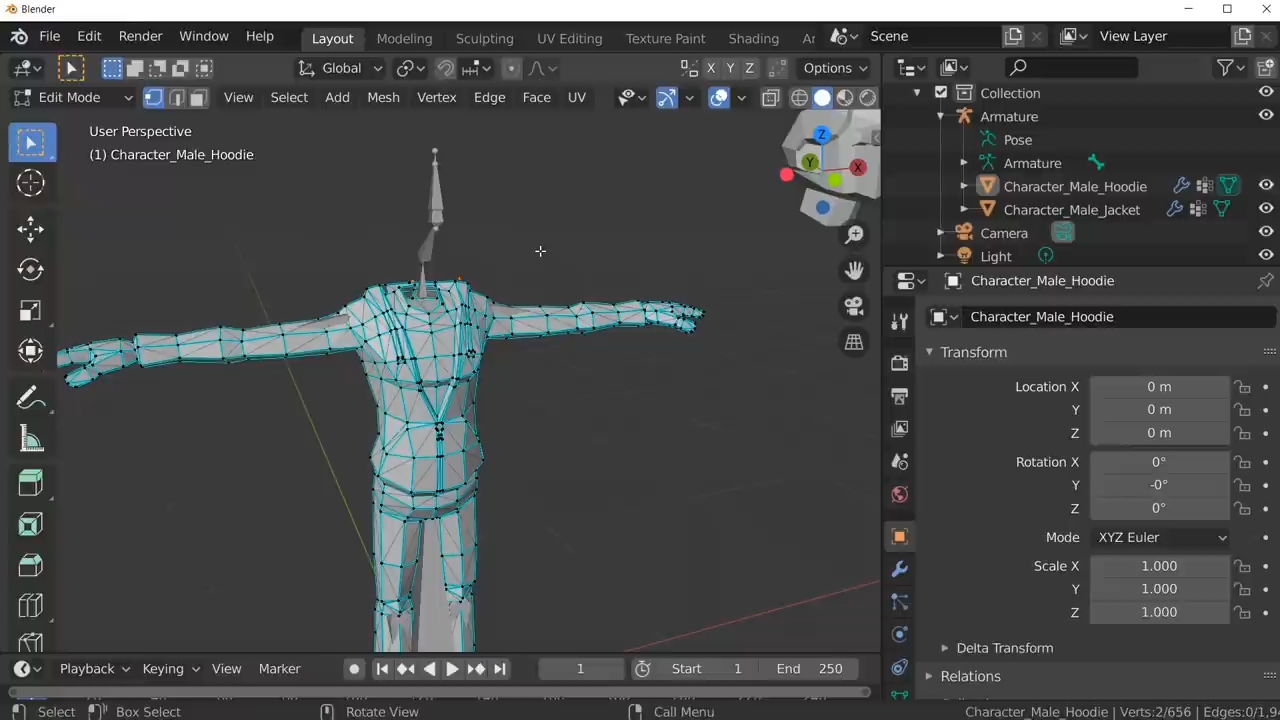 Blender
File Edit Render Window Help Layout Modeling Sculpting UV Editing Texture Paint Shading Scene View Layer
Global X Y Z Options
Edit Mode View Select Add Mesh Vertex Edge Face UV
User Perspective
(1) Character_Male_Hoodie
Z
Y X
Collection
Armature
Pose
Armature
Character_Male_Hoodie
Character_Male_Jacket
Camera
Light
Character_Male_Hoodie
Character_Male_Hoodie
Transform
Location X 0 m
Y 0 m
Z 0 m
Rotation X 0°
Y -0°
Z 0°
Mode XYZ Euler
Scale X 1.000
Y 1.000
Z 1.000
Delta Transform
Relations
Playback Keying View Marker 1 Start 1 End 250
Select Box Select Rotate View Call Menu Character_Male_Hoodie | Verts:2/656 | Edges:0/1,9